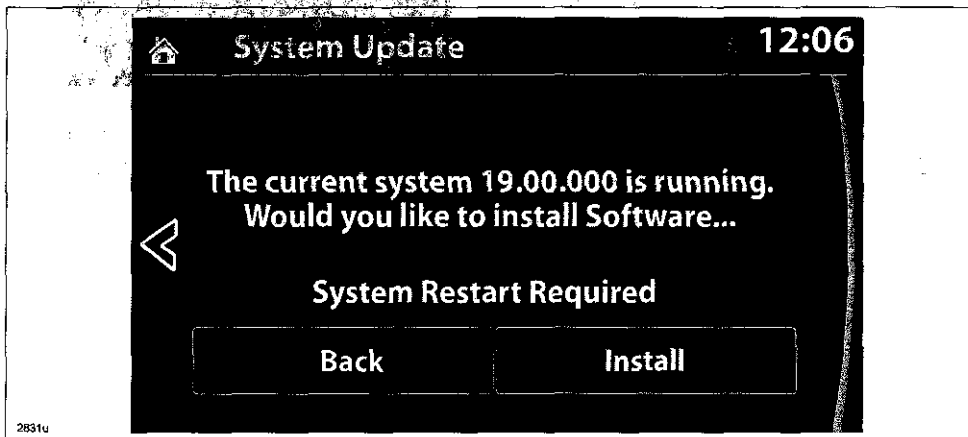 System Update
12:06
The current system 19.00.000 is running.
Would you like to install Software...
System Restart Required
Back
Install
2831u